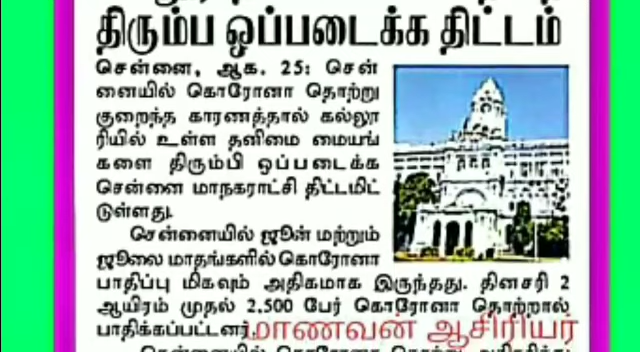 திரும்ப ஒப்படைக்க திட்டம்
சென்னை, ஆக. 25: சென்
னையில் கொரோனா தொற்று
குறைந்த காரணத்தால் கல்லூ
ரியில் உள்ள தனிமை மையங்
களை திரும்பி ஒப்படைக்க
சென்னை மாநகராட்சி திட்டமிட்
டுள்ளது.
சென்னையில் ஜூன் மற்றும்
ஜூலை மாதங்களில் கொரோனா
பாதிப்பு மிகவும் அதிகமாக இருந்தது. தினசரி 2
ஆயிரம் முதல் 2,500 பேர் கொரோனா தொற்றால்
பாதிக்கப்பட்டனர். மாணவன் ஆசிரியர்